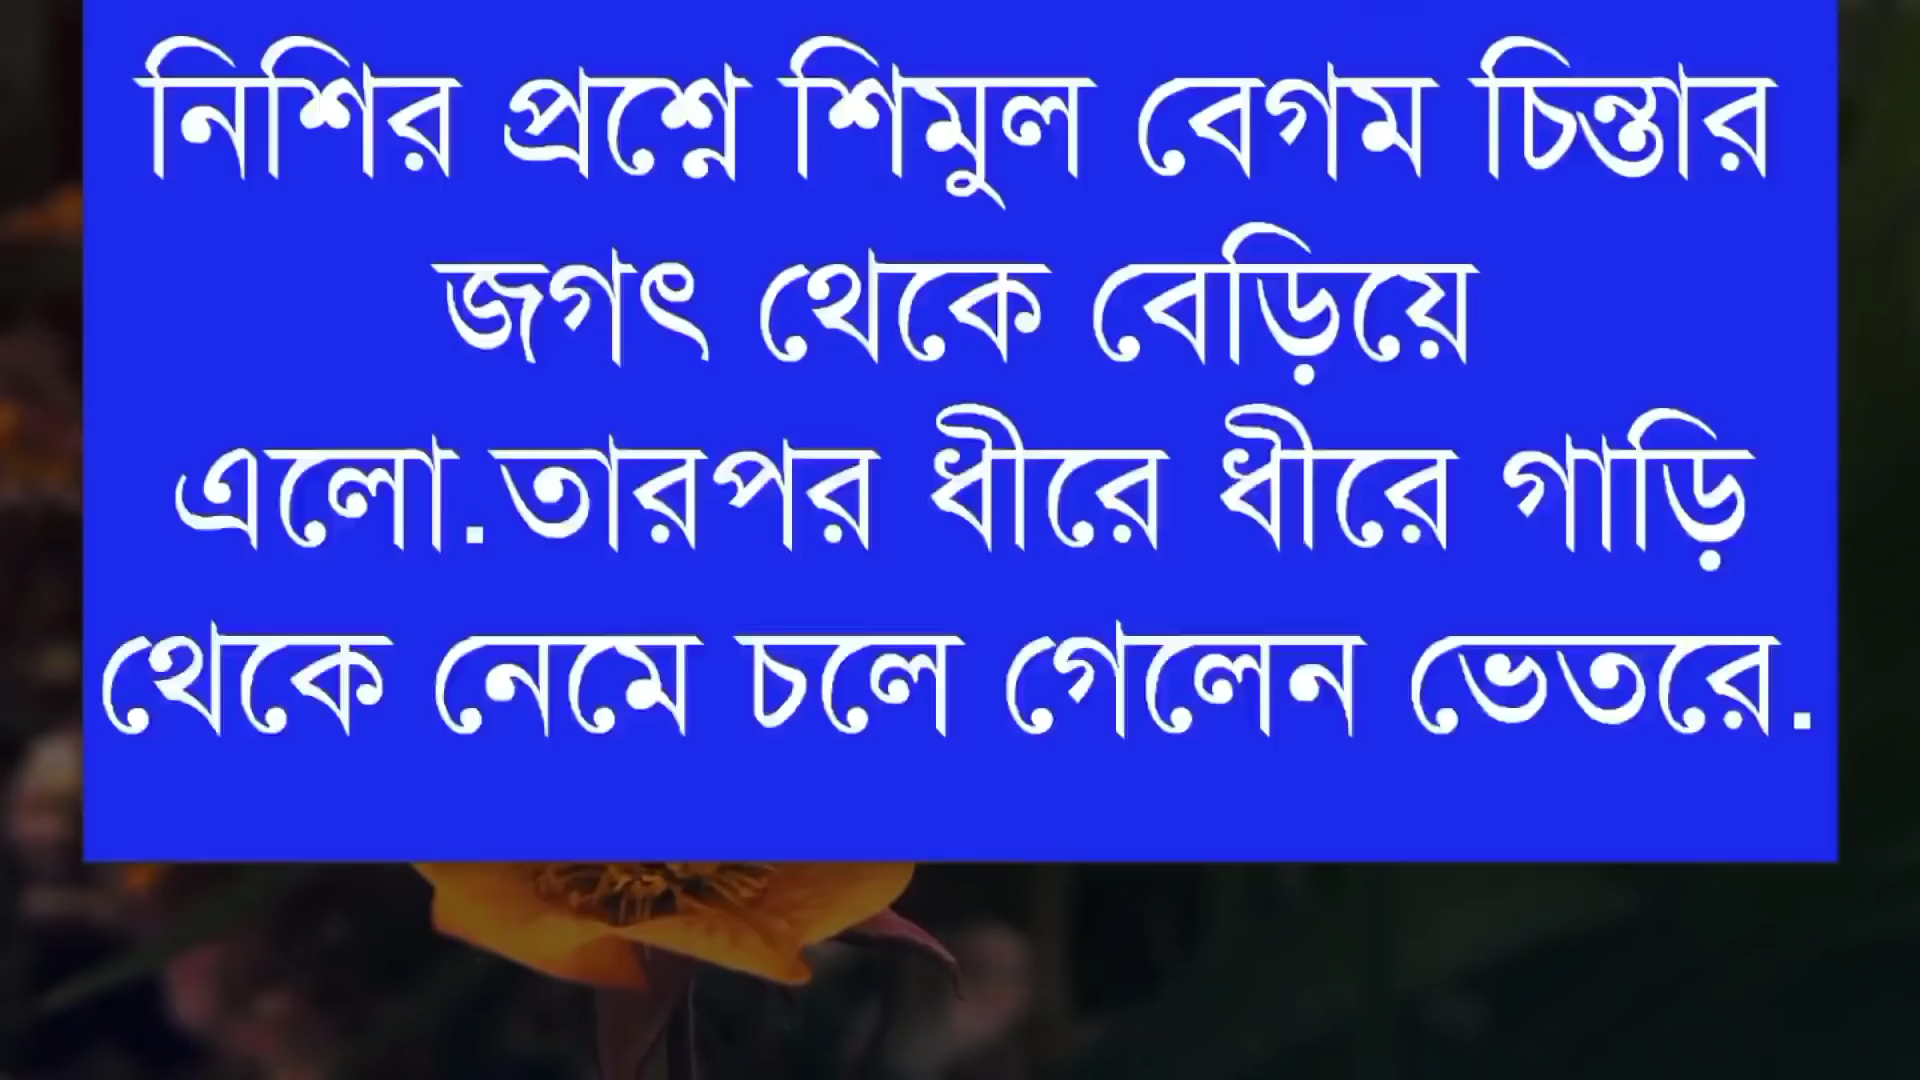 নিশির প্রশ্নে শিমুল বেগম চিন্তার
জগৎ থেকে বেড়িয়ে
এলো.তারপর ধীরে ধীরে গাড়ি
থেকে নেমে চলে গেলেন ভেতরে.